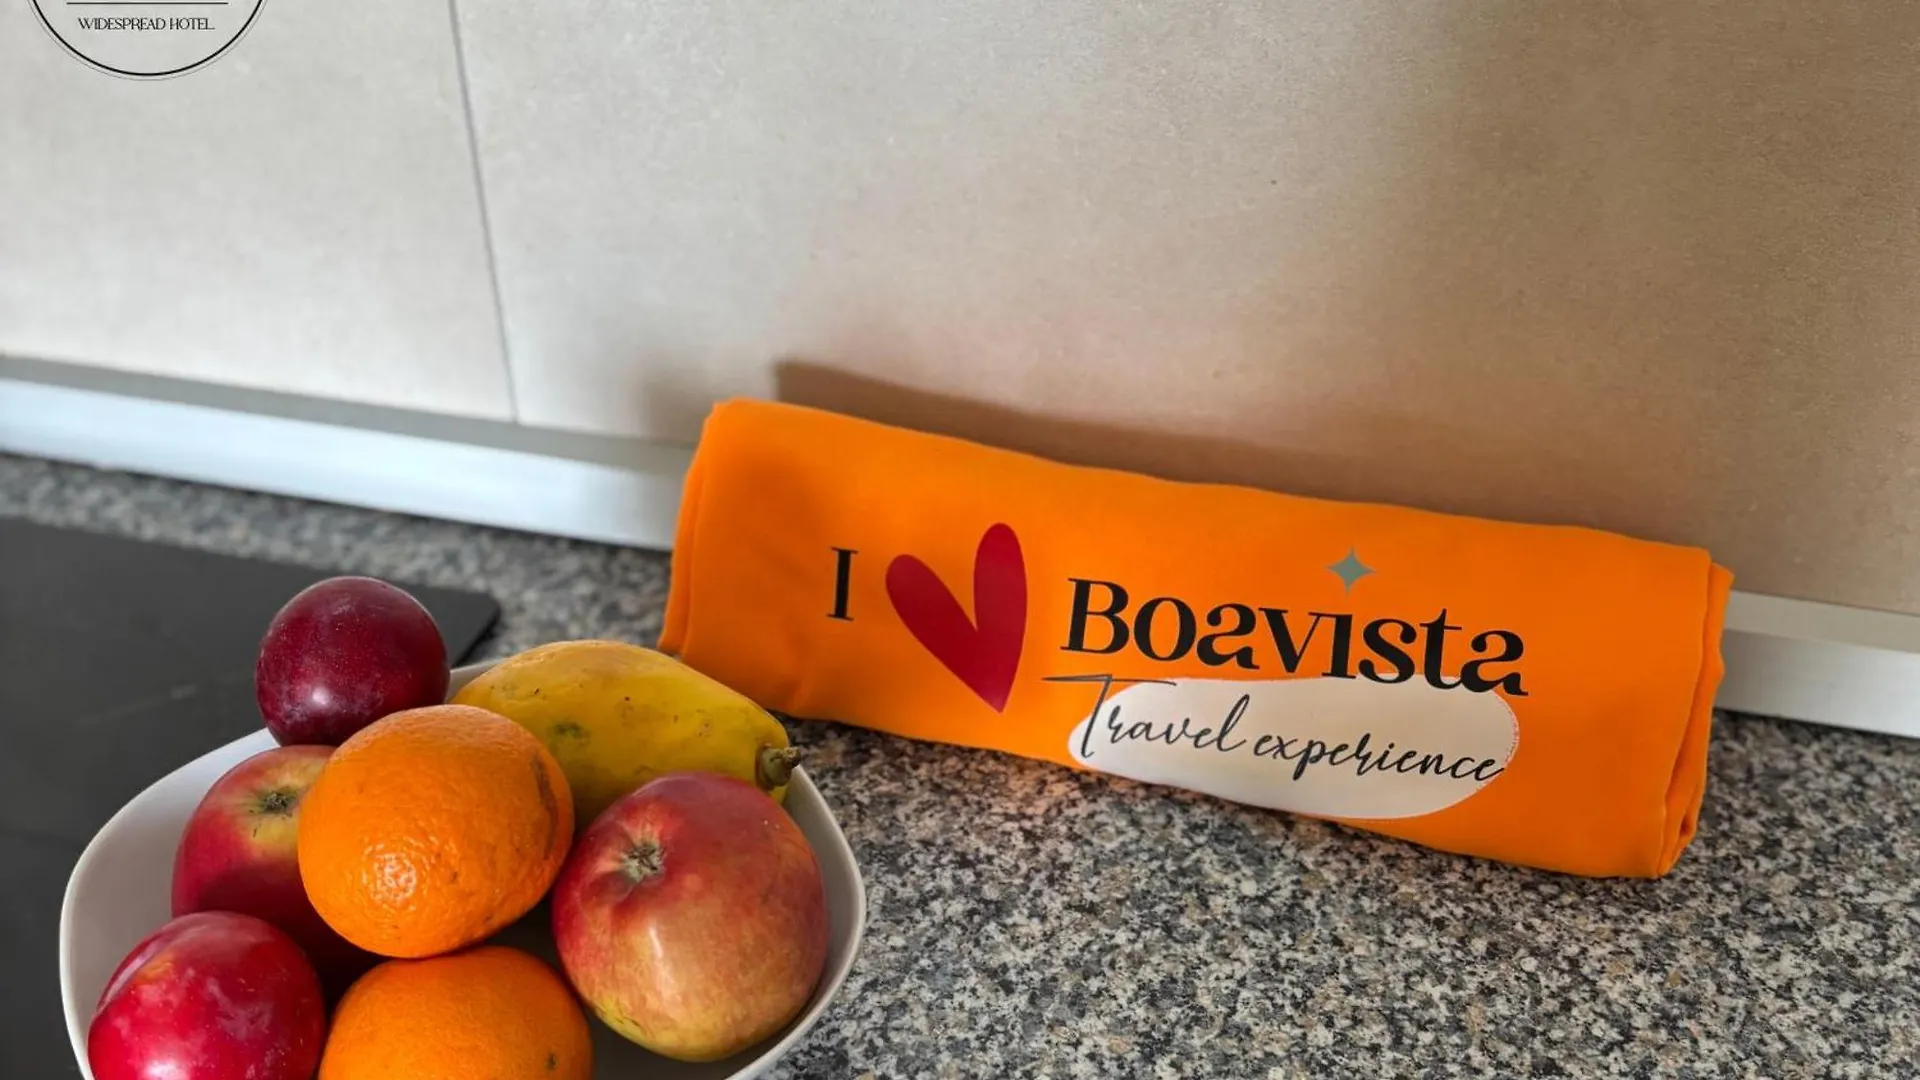 WIDESPREAD HOTEL
I Boavista
Travel experience